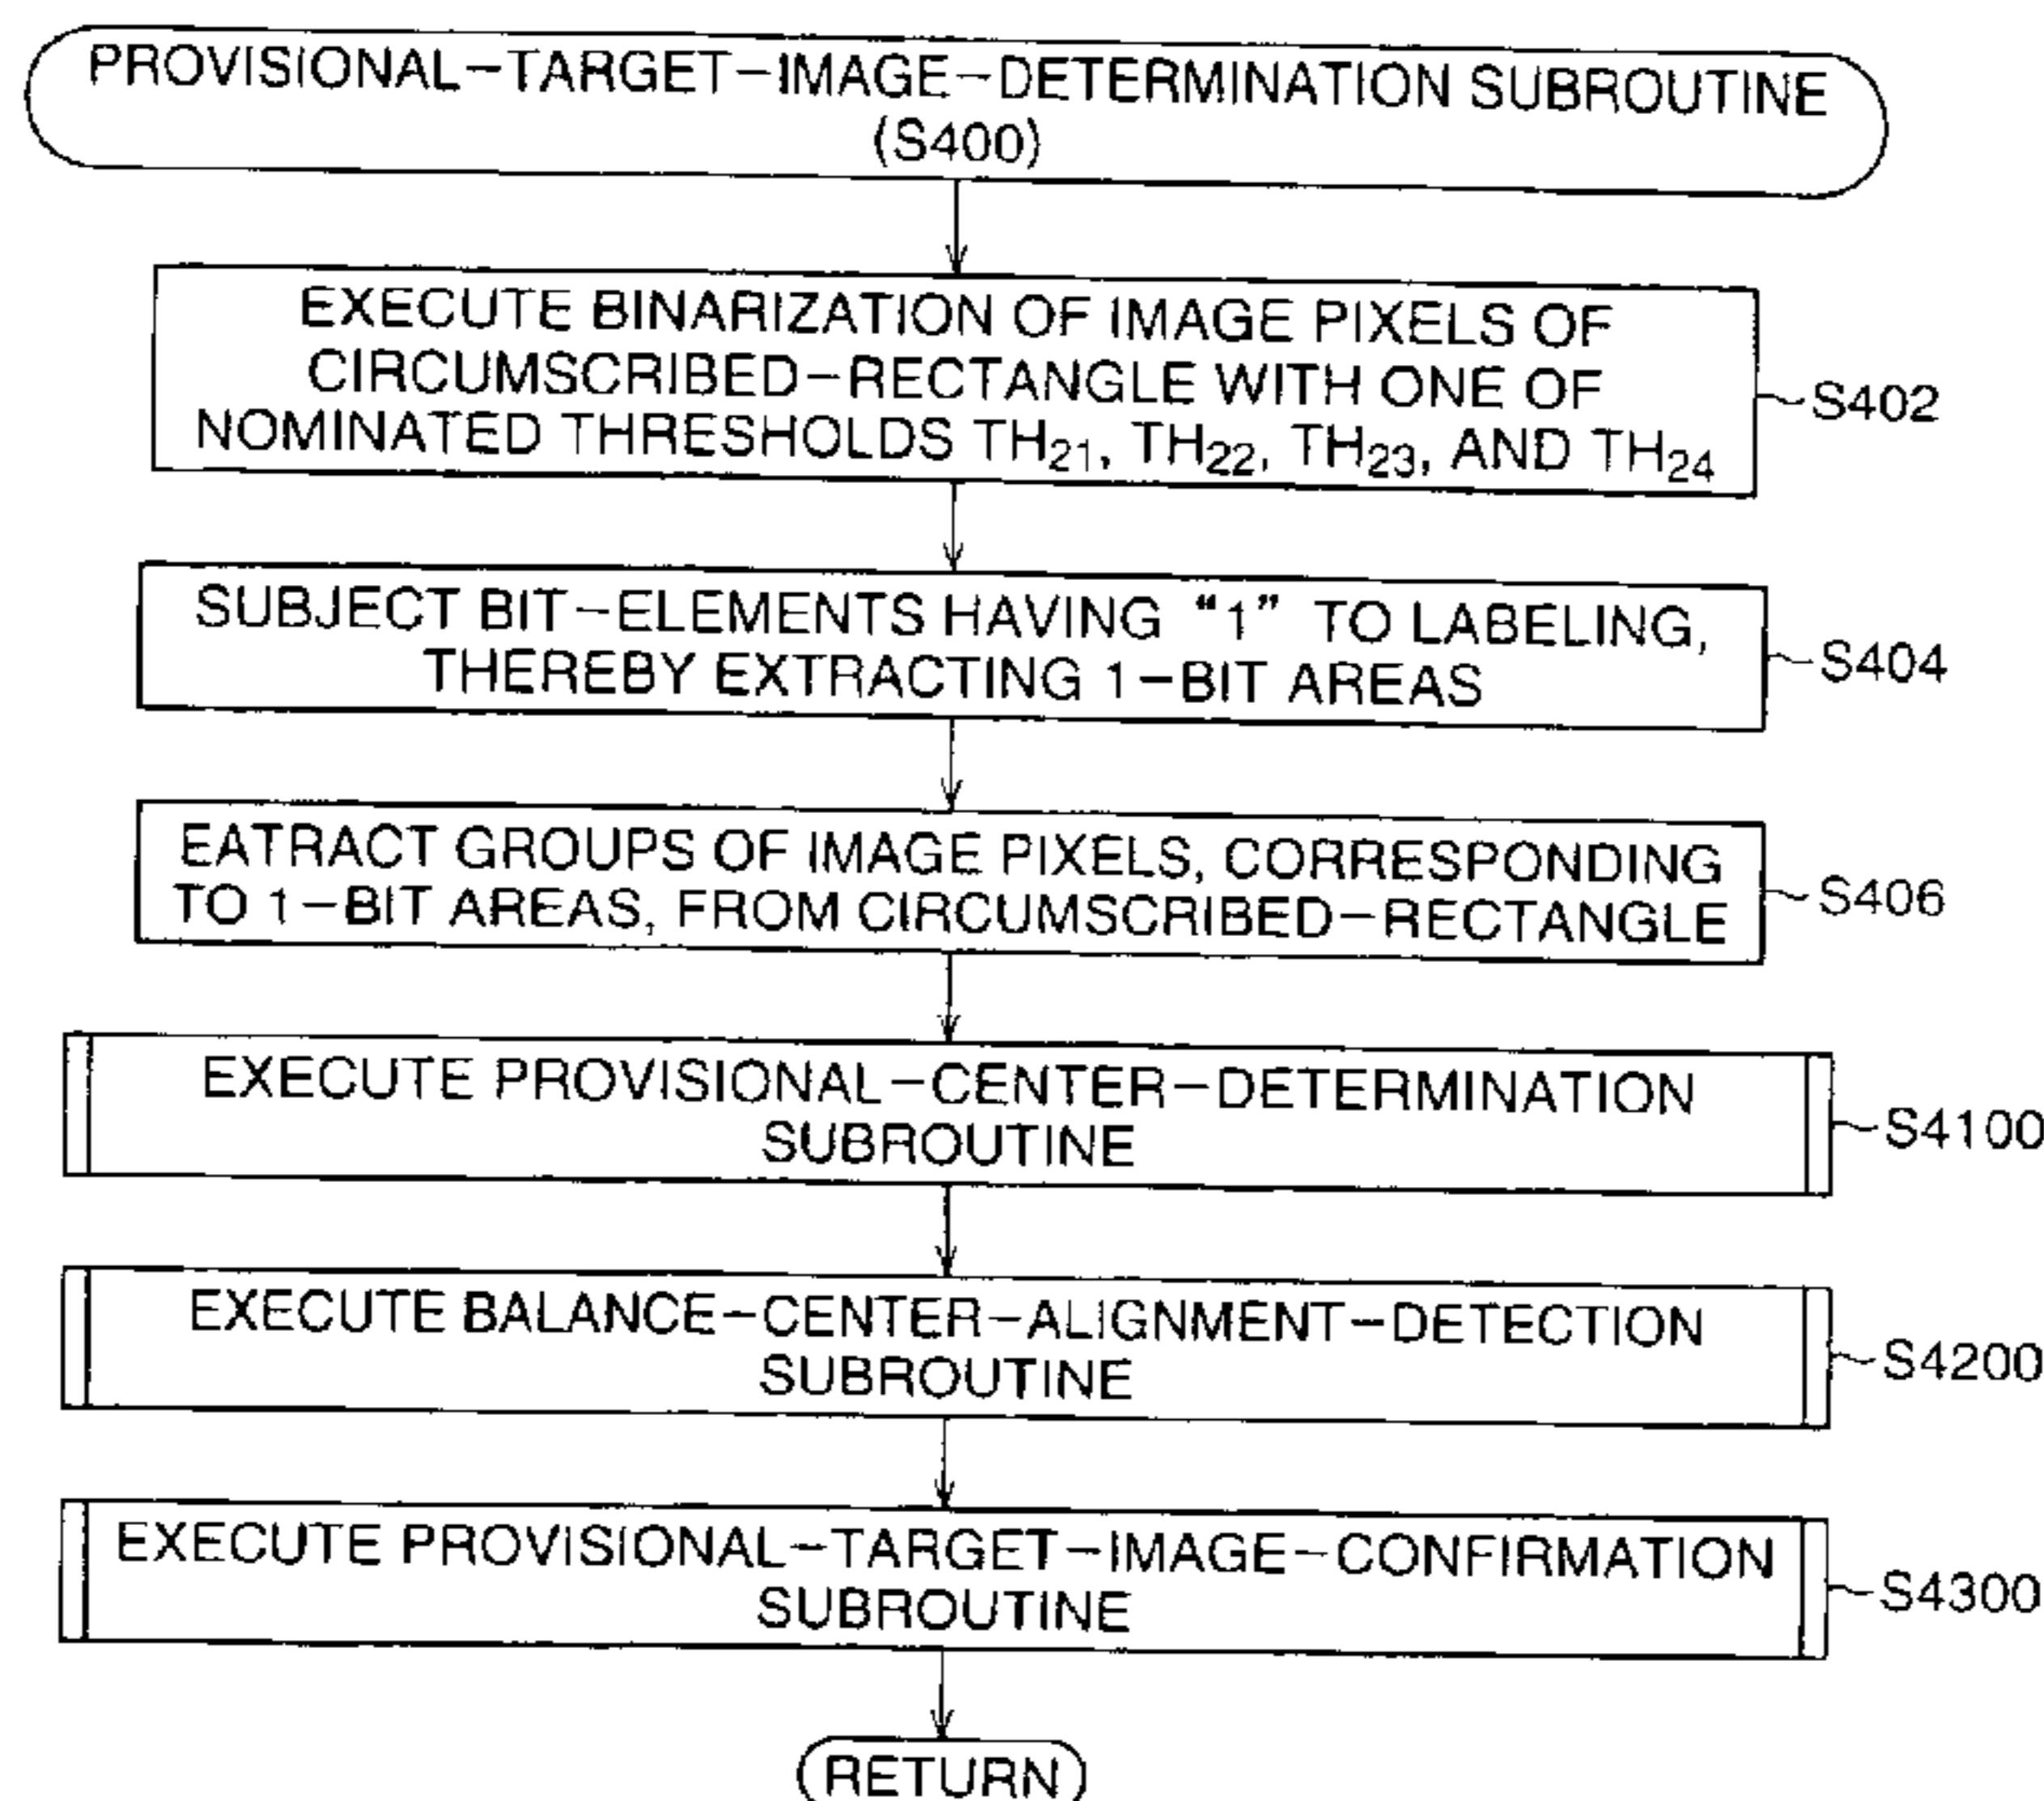 PROVISIONAL-TARGET-IMAGE-DETERMINATION SUBROUTINE
(S400)
EXECUTE BINARIZATION OF IMAGE PIXELS OF
CIRCUMSCRIBED-RECTANGLE WITH ONE OF
NOMINATED THRESHOLDS TH₂₁, TH₂₂, TH₂₃, AND TH₂₄
S402
SUBJECT BIT-ELEMENTS HAVING “1” TO LABELING,
THEREBY EXTRACTING 1-BIT AREAS
S404
EATRACT GROUPS OF IMAGE PIXELS, CORRESPONDING
TO 1-BIT AREAS, FROM CIRCUMSCRIBED-RECTANGLE
S406
EXECUTE PROVISIONAL-CENTER-DETERMINATION
SUBROUTINE
S4100
EXECUTE BALANCE-CENTER-ALIGNMENT-DETECTION
SUBROUTINE
S4200
EXECUTE PROVISIONAL-TARGET-IMAGE-CONFIRMATION
SUBROUTINE
S4300
RETURN